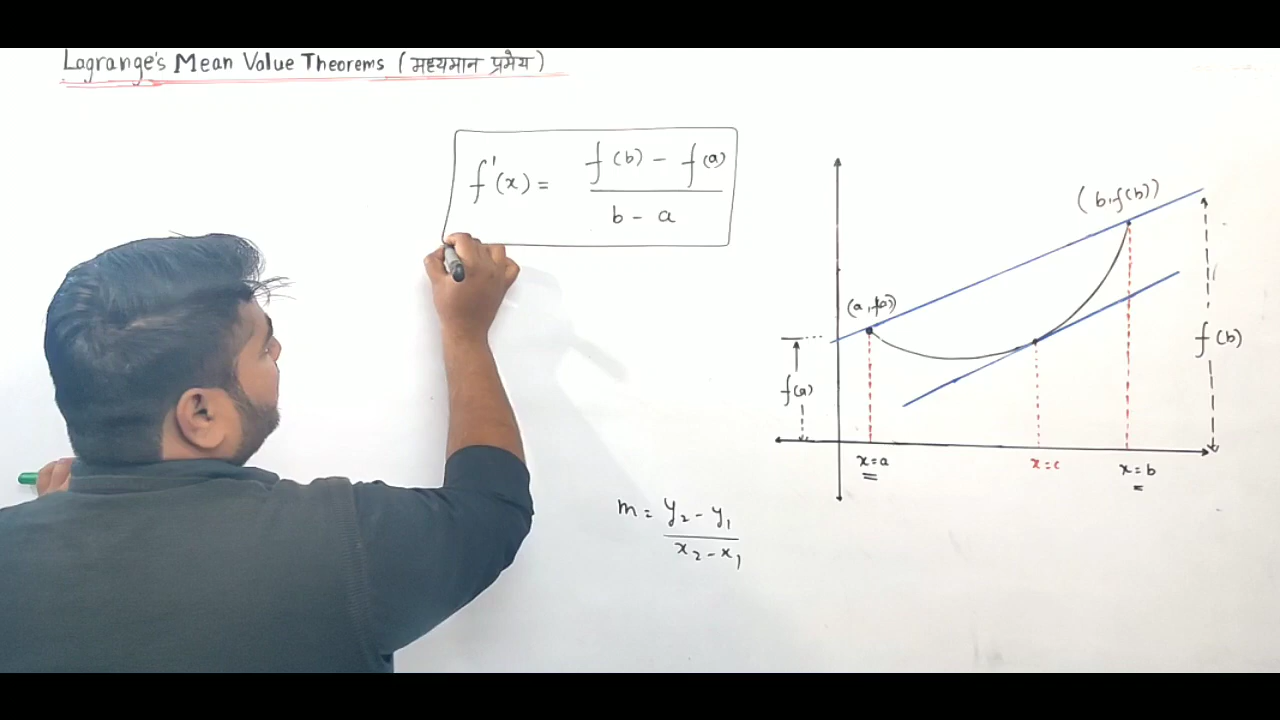 Lagrange's Mean Value Theorems (मध्यमान प्रमेय)
f'(x) = f(b) - f(a)
b - a
(b, f(b))
(a, f(a))
f(b)
f(a)
x=a
x=c
x=b
m = y₂ - y₁
x₂ - x₁